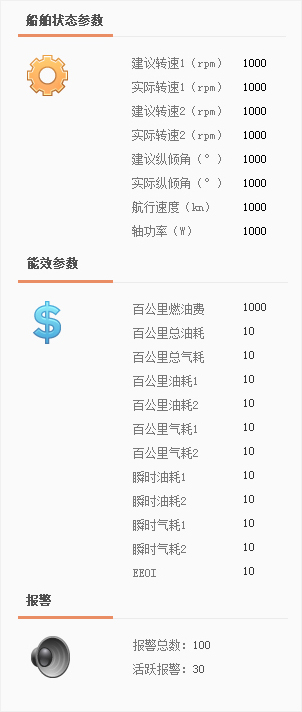 船舶状态参数
建议转速1（rpm） 1000
实际转速1（rpm） 1000
建议转速2（rpm） 1000
实际转速2（rpm） 1000
建议纵倾角（°） 1000
实际纵倾角（°） 1000
航行速度（kn） 1000
轴功率（W） 1000
能效参数
百公里燃油费 1000
百公里总油耗 10
百公里总气耗 10
百公里油耗1 10
百公里油耗2 10
百公里气耗1 10
百公里气耗2 10
瞬时油耗1 10
瞬时油耗2 10
瞬时气耗1 10
瞬时气耗2 10
EEOI 10
报警
报警总数：100
活跃报警：30